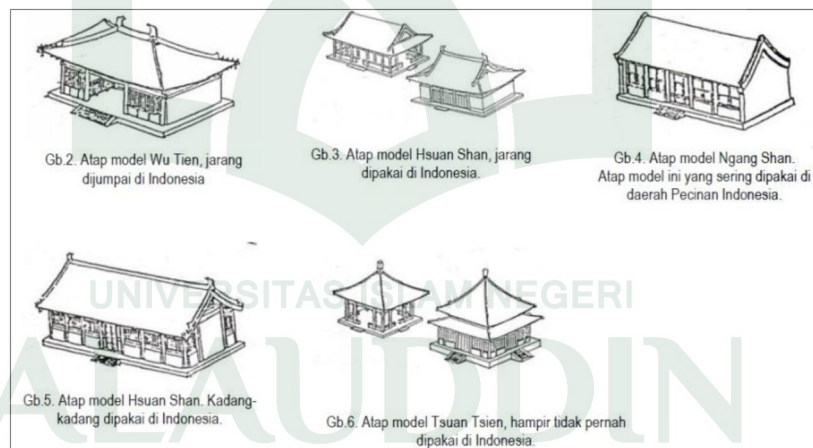 Gb.2. Atap model Wu Tien, jarang
dijumpai di Indonesia
Gb.3. Atap model Hsuan Shan, jarang
dipakai di Indonesia.
Gb.4. Atap model Ngang Shan.
Atap model ini yang sering dipakai di
daerah Pecinan Indonesia.
UNIVERSITAS ISLAM NEGERI
ALAUDDIN
Gb.5. Atap model Hsuan Shan. Kadang-
kadang dipakai di Indonesia.
Gb.6. Atap model Tsuan Tsien, hampir tidak pernah
dipakai di Indonesia.